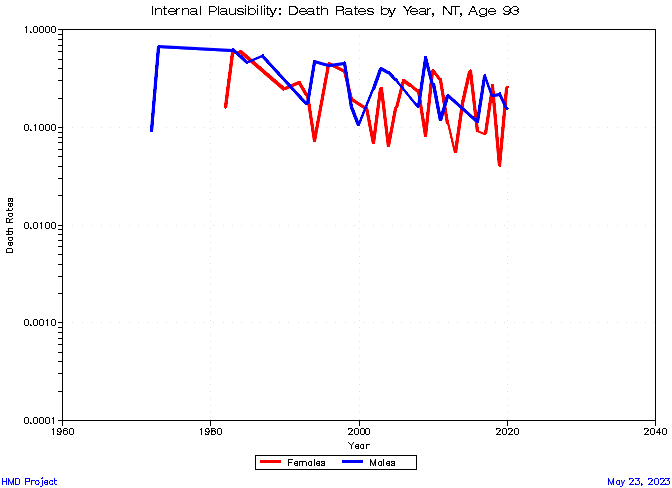 Internal Plausibility: Death Rates by Year, NT, Age 93
1.0000
0.1000
0.0100
0.0010
0.0001
Death Rates
1960
1980
2000
2020
2040
Year
Females
Males
HMD Project
May 23, 2023